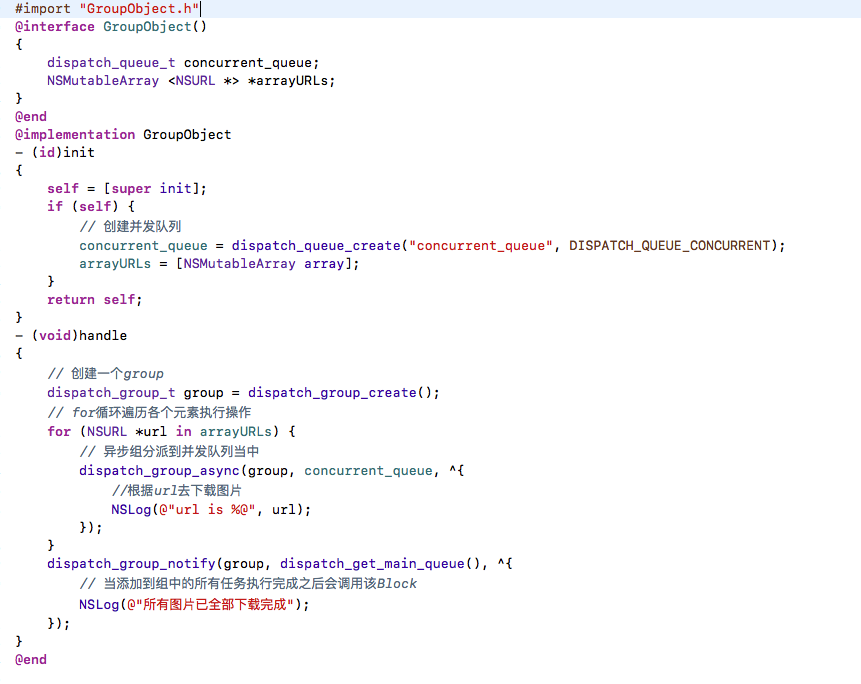 #import "GroupObject.h"
@interface GroupObject()
{
    dispatch_queue_t concurrent_queue;
    NSMutableArray <NSURL *> *arrayURLs;
}
@end
@implementation GroupObject
- (id)init
{
    self = [super init];
    if (self) {
        // 创建并发队列
        concurrent_queue = dispatch_queue_create("concurrent_queue", DISPATCH_QUEUE_CONCURRENT);
        arrayURLs = [NSMutableArray array];
    }
    return self;
}
- (void)handle
{
    // 创建一个group
    dispatch_group_t group = dispatch_group_create();
    // for循环遍历各个元素执行操作
    for (NSURL *url in arrayURLs) {
        // 异步组分派到并发队列当中
        dispatch_group_async(group, concurrent_queue, ^{
            //根据url去下载图片
            NSLog(@"url is %@", url);
        });
    }
    dispatch_group_notify(group, dispatch_get_main_queue(), ^{
        // 当添加到组中的所有任务执行完成之后会调用该Block
        NSLog(@"所有图片已全部下载完成");
    });
}
@end